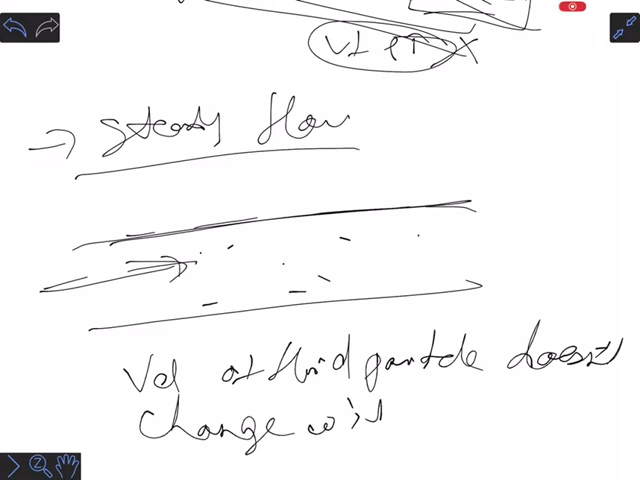 → Steady flow
Vel of fluid particle doesn't
change